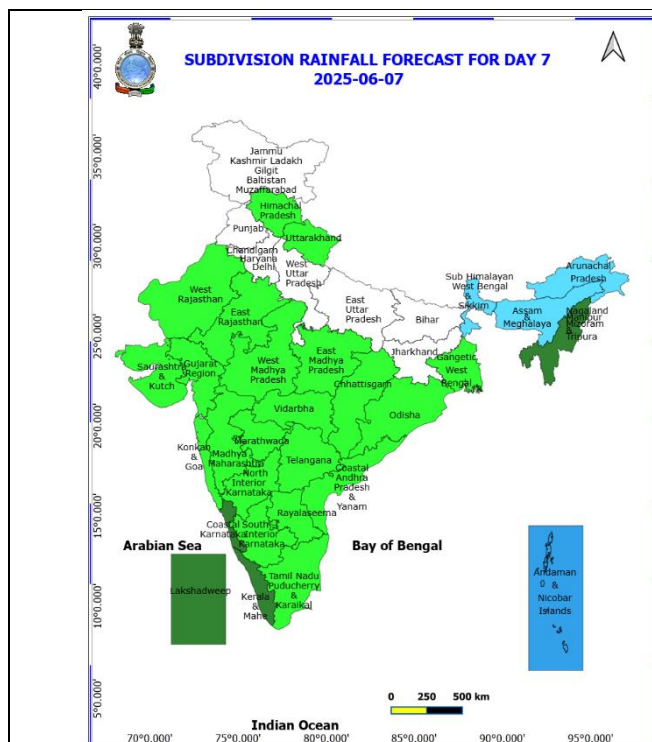 SUBDIVISION RAINFALL FORECAST FOR DAY 7
2025-06-07
40°0.000'
35°0.000'
30°0.000'
25°0.000'
20°0.000'
15°0.000'
10°0.000'
5°0.000'
Jammu
Kashmir Ladakh
Gilgit
Baltistan
Muzaffarabad
Himachal
Pradesh
Punjab
Uttarakhand
Chandigarh
Haryana
Delhi
West
Uttar
Pradesh
West
Rajasthan
East
Rajasthan
East
Uttar
Pradesh
Bihar
Sub Himalayan
West Bengal
&
Sikkim
Arunachal
Pradesh
Assam
&
Meghalaya
Nagaland
Manipur
Mizoram
&
Tripura
Jharkhand
Gangetic
West
Bengal
Saurashtra
&
Kutch
Gujarat
Region
West
Madhya
Pradesh
East
Madhya
Pradesh
Chhattisgarh
Vidarbha
Odisha
Konkan
&
Goa
Madhya
Maharashtra
Marathwada
Telangana
North
Interior
Karnataka
Coastal
Andhra
Pradesh
&
Yanam
Rayalaseema
Coastal
Karnataka
South
Interior
Karnataka
Arabian Sea
Bay of Bengal
Lakshadweep
Kerala
&
Mahe
Tamil Nadu
Puducherry
&
Karaikal
Andaman
&
Nicobar
Islands
0 250 500 km
Indian Ocean
70°0.000' 75°0.000' 80°0.000' 85°0.000' 90°0.000' 95°0.000'